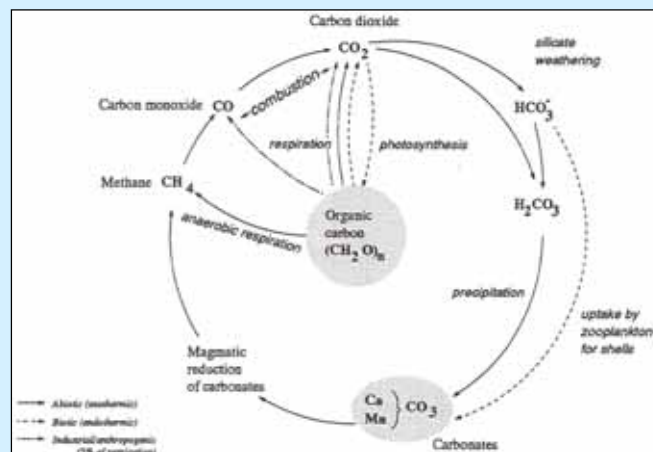 Carbon dioxide
CO2
silicate
weathering
Carbon monoxide
CO
combustion
HCO3-
respiration
photosynthesis
Methane
CH4
H2CO3
Organic
carbon
(CH2O)n
anaerobic respiration
precipitation
uptake by
zooplankton
for shells
Magmatic
reduction
of carbonates
Ca
Mn
CO3
Carbonates
Abiotic (exothermic)
Biotic (endothermic)
Industrial/anthropogenic